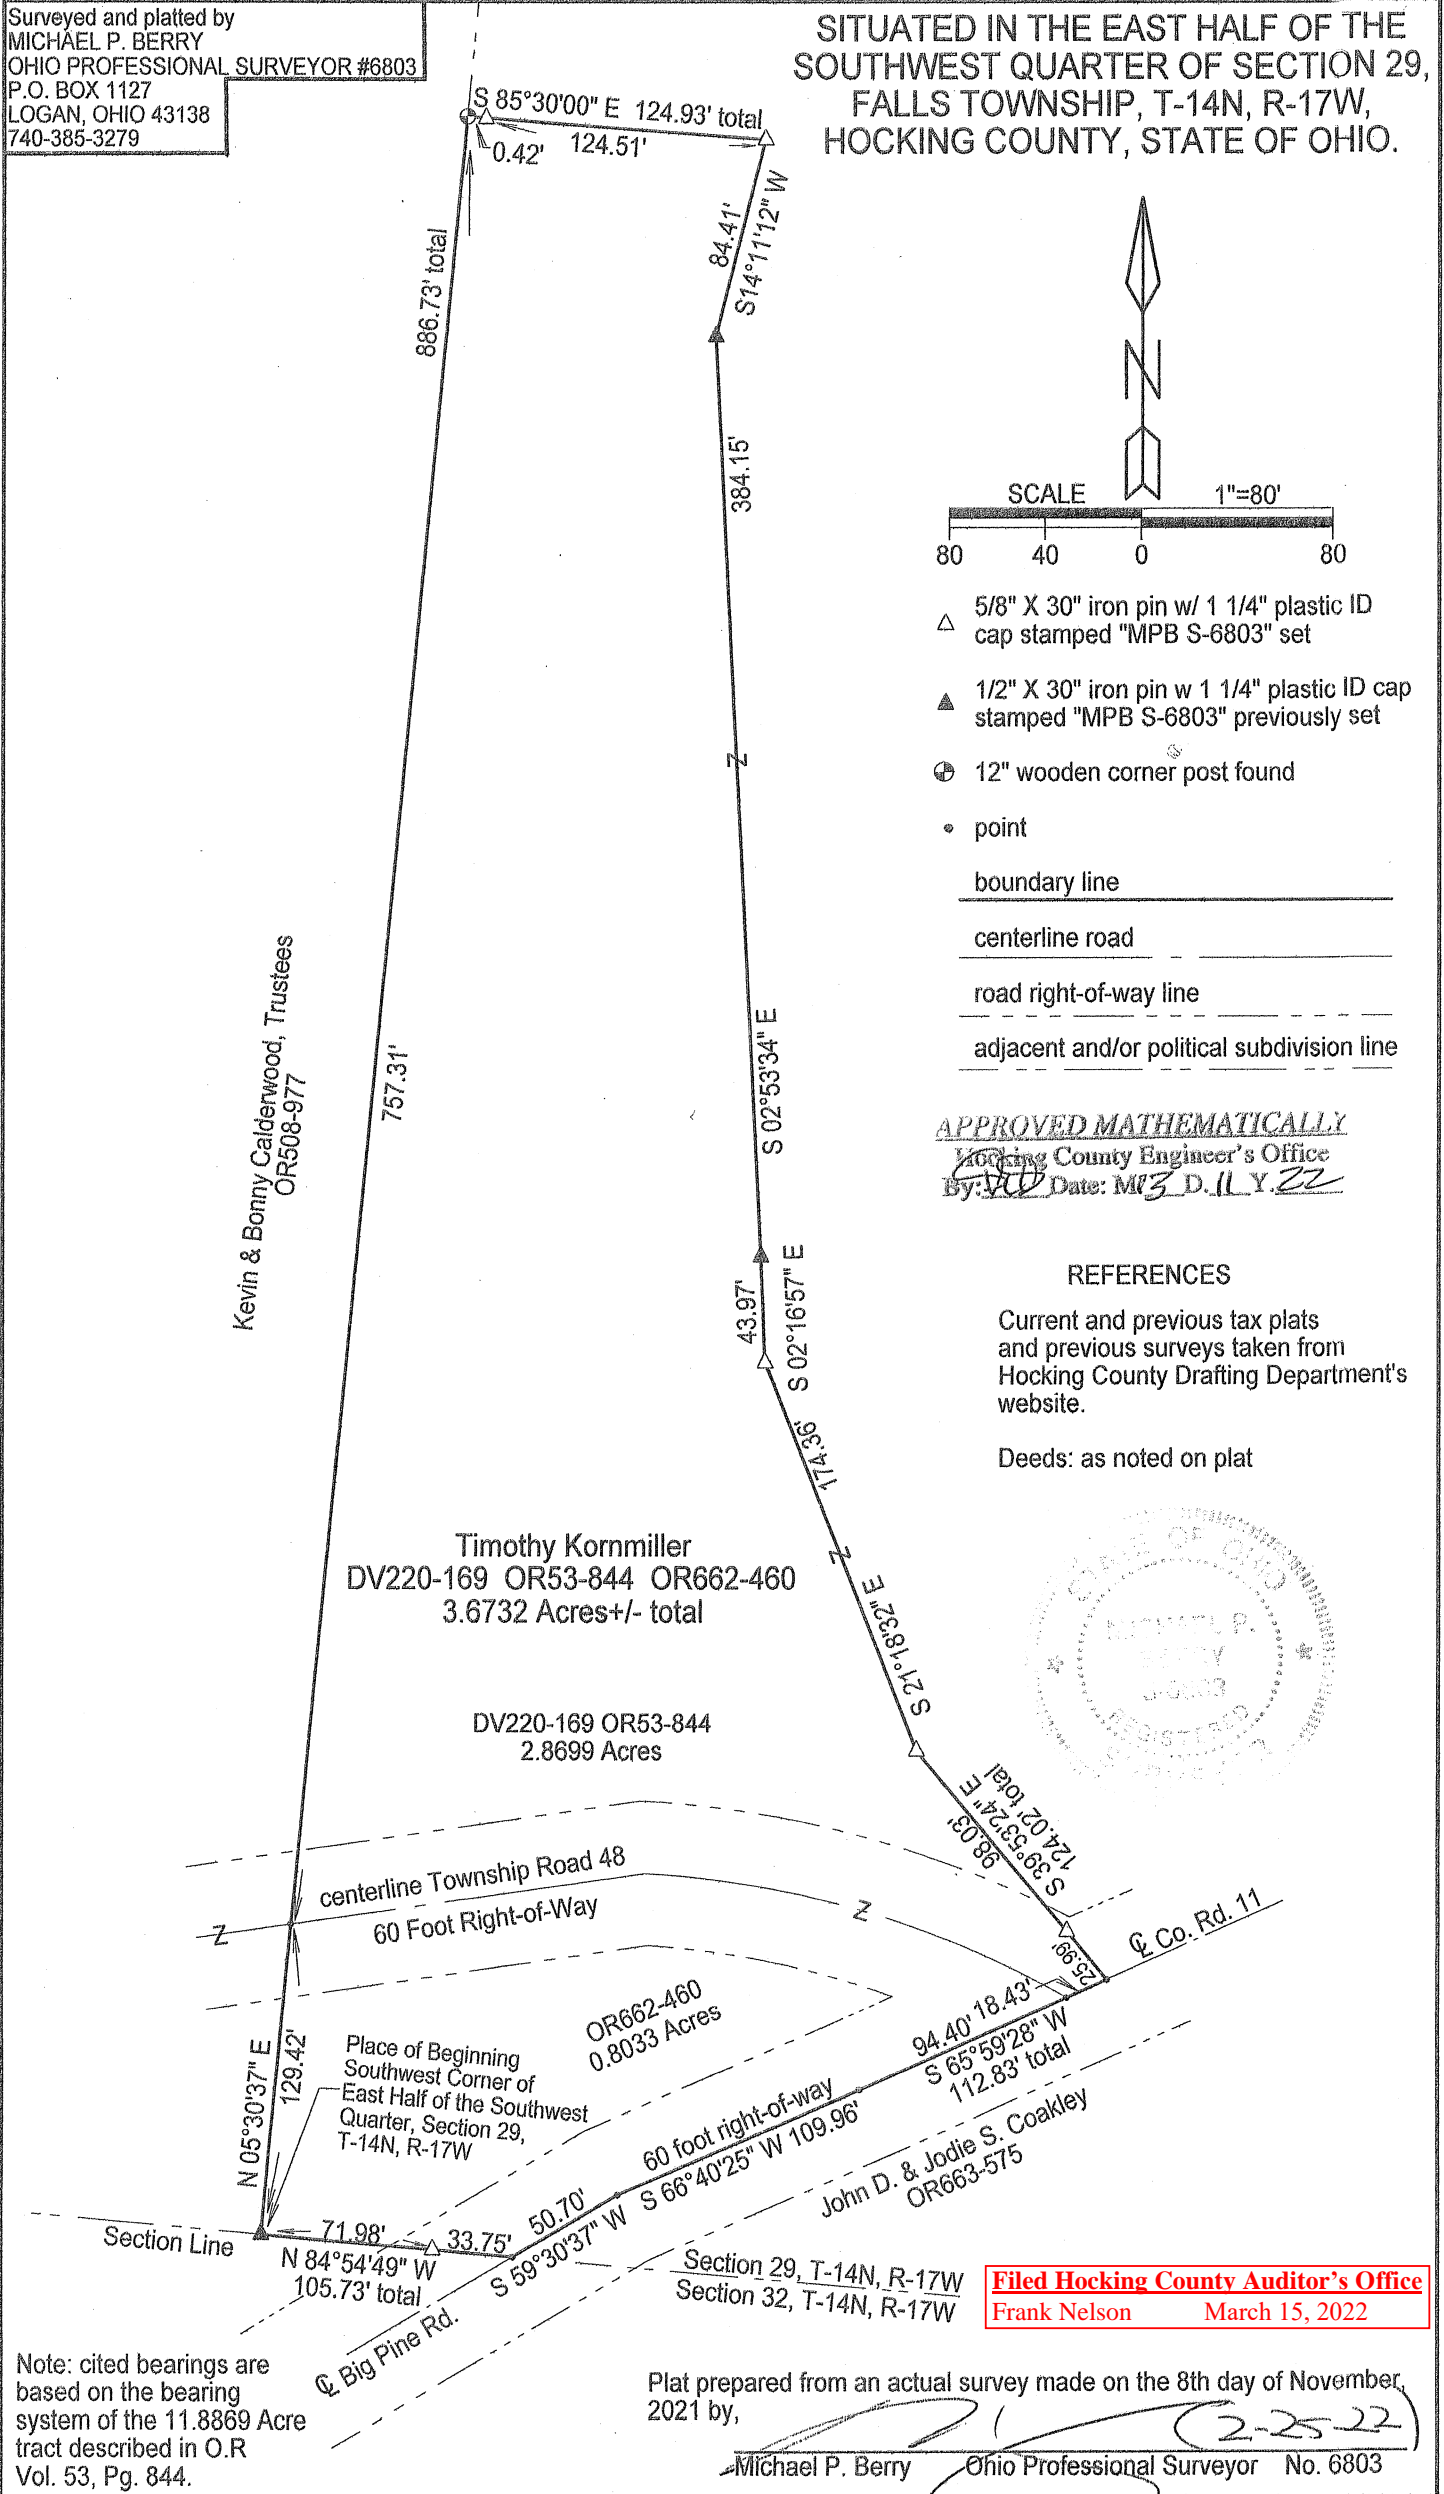 Surveyed and platted by
MICHAEL P. BERRY
OHIO PROFESSIONAL SURVEYOR #6803
P.O. BOX 1127
LOGAN, OHIO 43138
740-385-3279
SITUATED IN THE EAST HALF OF THE
SOUTHWEST QUARTER OF SECTION 29,
FALLS TOWNSHIP, T-14N, R-17W,
HOCKING COUNTY, STATE OF OHIO.
S 85°30'00" E 124.93' total
0.42'
124.51'
84.41'
S14°11'12" W
886.73' total
384.15'
N
SCALE 1"=80'
80 40 0 80
5/8" X 30" iron pin w/ 1 1/4" plastic ID
cap stamped "MPB S-6803" set
1/2" X 30" iron pin w 1 1/4" plastic ID cap
stamped "MPB S-6803" previously set
12" wooden corner post found
point
boundary line
centerline road
road right-of-way line
adjacent and/or political subdivision line
Z
S 02°53'34" E
Kevin & Bonny Calderwood, Trustees
OR508-977
757.31'
APPROVED MATHEMATICALLY
Hocking County Engineer's Office
By: Date: M 3 D. 11 Y. 22
43.97'
S 02°16'57" E
REFERENCES
Current and previous tax plats
and previous surveys taken from
Hocking County Drafting Department's
website.
Deeds: as noted on plat
174.36'
Z
S 21°18'32" E
Timothy Kornmiller
DV220-169 OR53-844 OR662-460
3.6732 Acres+/- total
STATE OF OHIO
MICHAEL P.
BERRY
S-6803
REGISTERED
DV220-169 OR53-844
2.8699 Acres
98.03'
S 39°53'24" E
124.02' total
centerline Township Road 48
60 Foot Right-of-Way
Z
Z
25.99'
℄ Co. Rd. 11
OR662-460
0.8033 Acres
94.40' 18.43'
S 65°59'28" W
112.83' total
N 05°30'37" E
129.42'
Place of Beginning
Southwest Corner of
East Half of the Southwest
Quarter, Section 29,
T-14N, R-17W
60 foot right-of-way
S 66°40'25" W 109.96'
John D. & Jodie S. Coakley
OR663-575
Section Line
71.98'
33.75'
50.70'
S 59°30'37" W
N 84°54'49" W
105.73' total
Section 29, T-14N, R-17W
Section 32, T-14N, R-17W
℄ Big Pine Rd.
Filed Hocking County Auditor's Office
Frank Nelson March 15, 2022
Note: cited bearings are
based on the bearing
system of the 11.8869 Acre
tract described in O.R
Vol. 53, Pg. 844.
Plat prepared from an actual survey made on the 8th day of November,
2021 by,
(2-25-22)
Michael P. Berry Ohio Professional Surveyor No. 6803